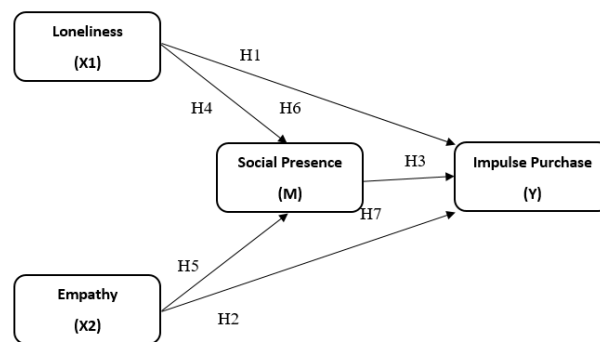 Loneliness
(X1)
H1
H4
H6
Social Presence
(M)
H3
Impulse Purchase
(Y)
H7
H5
Empathy
(X2)
H2